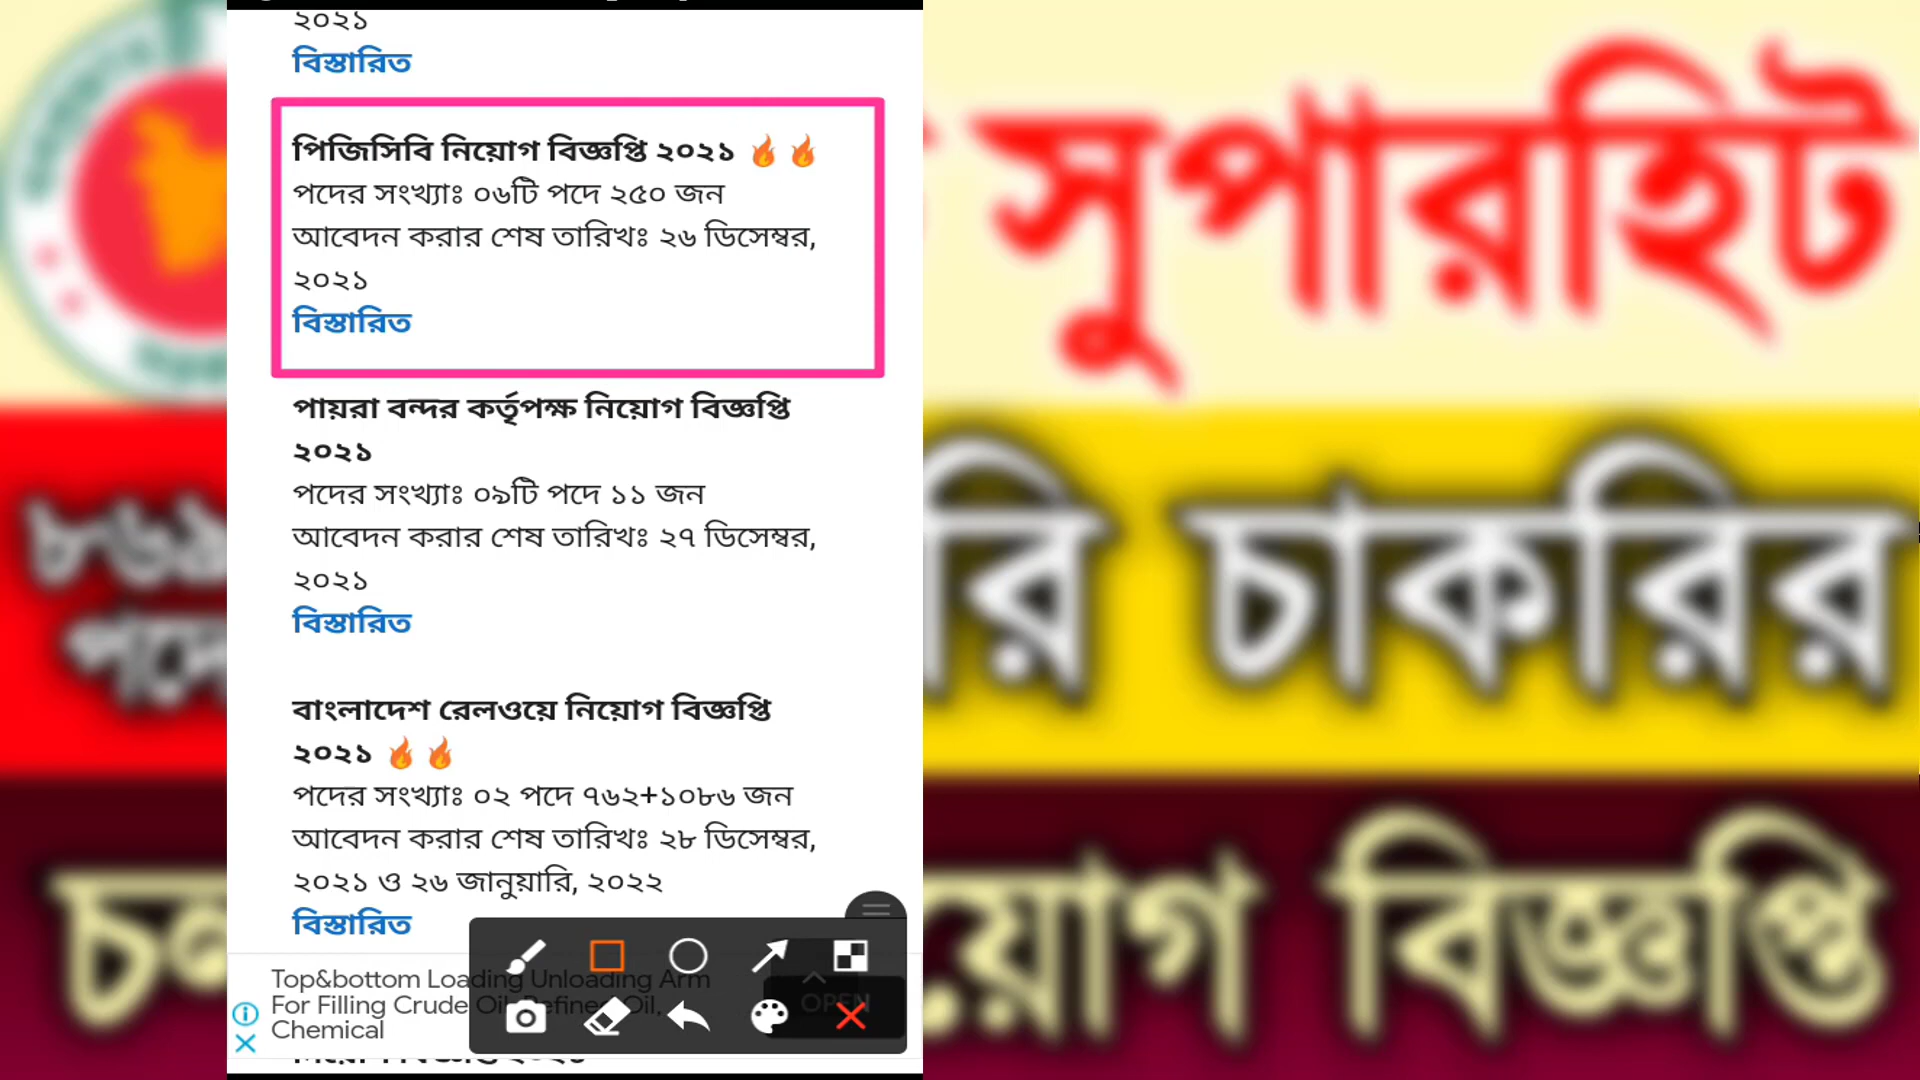 ২০২১
বিস্তারিত
পিজিসিবি নিয়োগ বিজ্ঞপ্তি ২০২১ 🔥 🔥
পদের সংখ্যাঃ ০৬টি পদে ২৫০ জন
আবেদন করার শেষ তারিখঃ ২৬ ডিসেম্বর,
২০২১
বিস্তারিত
পায়রা বন্দর কর্তৃপক্ষ নিয়োগ বিজ্ঞপ্তি
২০২১
পদের সংখ্যাঃ ০৯টি পদে ১১ জন
আবেদন করার শেষ তারিখঃ ২৭ ডিসেম্বর,
২০২১
বিস্তারিত
বাংলাদেশ রেলওয়ে নিয়োগ বিজ্ঞপ্তি
২০২১ 🔥 🔥
পদের সংখ্যাঃ ০২ পদে ৭৬২+১০৮৬ জন
আবেদন করার শেষ তারিখঃ ২৮ ডিসেম্বর,
২০২১ ও ২৬ জানুয়ারি, ২০২২
বিস্তারিত
Top&bottom Loading Unloading Arm
For Filling Crude Oil, Refined Oil,
Chemical
OPEN
সুপারহিট
রি চাকরির
য়োগ বিজ্ঞপ্তি
পদে